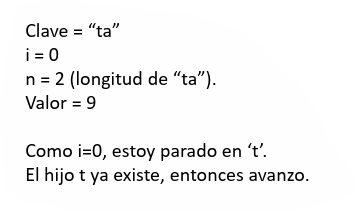 Clave = “ta”
i = 0
n = 2 (longitud de “ta”).
Valor = 9
Como i=0, estoy parado en ‘t’.
El hijo t ya existe, entonces avanzo.